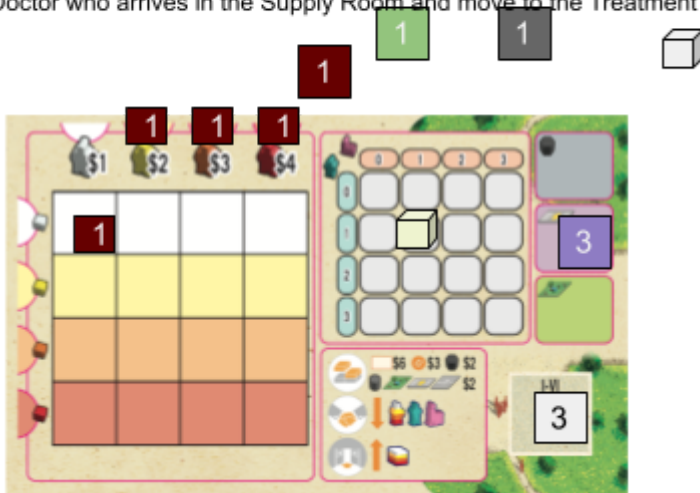 Doctor who arrives in the Supply Room and move to the Treatment
1 1
1
1 1 1
$1 $2 $3 $4
0 1 2 3
0
1
1
3
2
3
$6 $3 $2
$2
I-VI
3